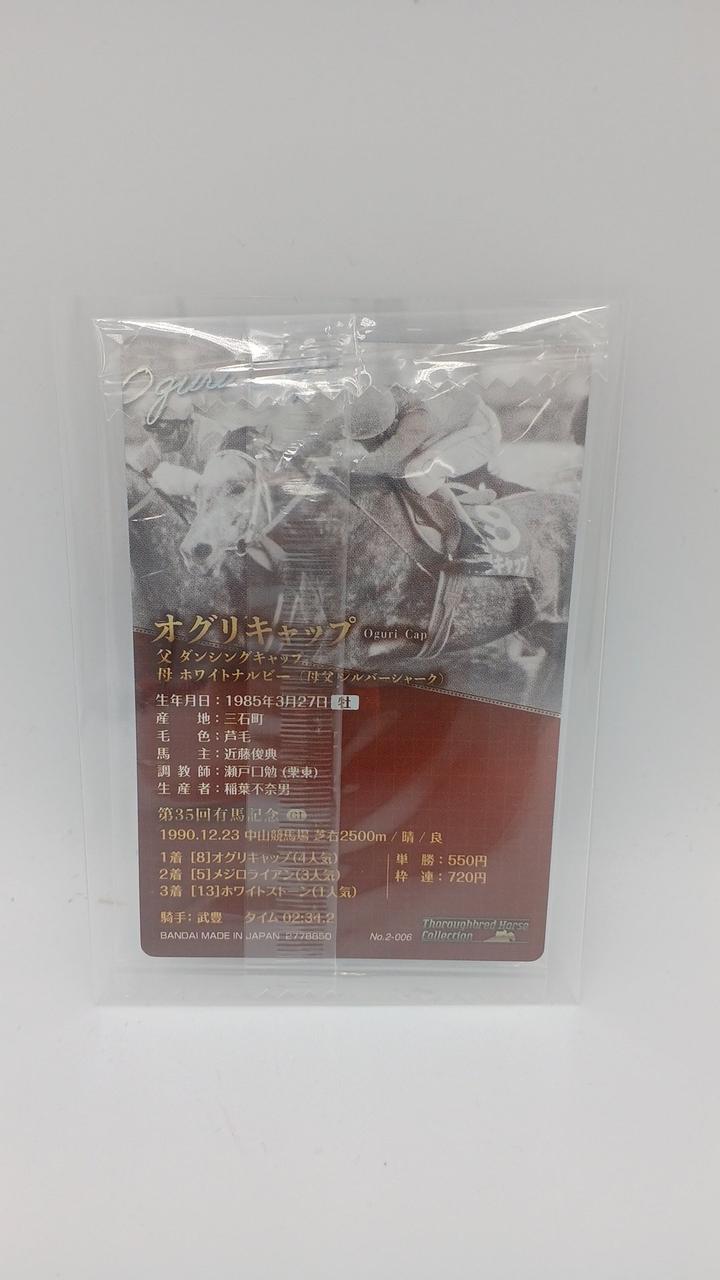 Oguri
8
オグリキャップ Oguri Cap
父 ダンシングキャップ
母 ホワイトナルビー（母父 シルバーシャーク）
生年月日：1985年3月27日 牡
産地：三石町
毛色：芦毛
馬主：近藤俊典
調教師：瀬戸口勉 (栗東)
生産者：稲葉不奈男
第35回有馬記念 G1
1990.12.23 中山競馬場 芝右2500m / 晴 / 良
1着 [8]オグリキャップ(4人気)
2着 [5]メジロライアン(3人気)
3着 [13]ホワイトストーン(1人気)
単勝：550円
枠連：720円
騎手：武豊 タイム 02:34.2
BANDAI MADE IN JAPAN 2778850
No.2-006
Thoroughbred Horse
Collection